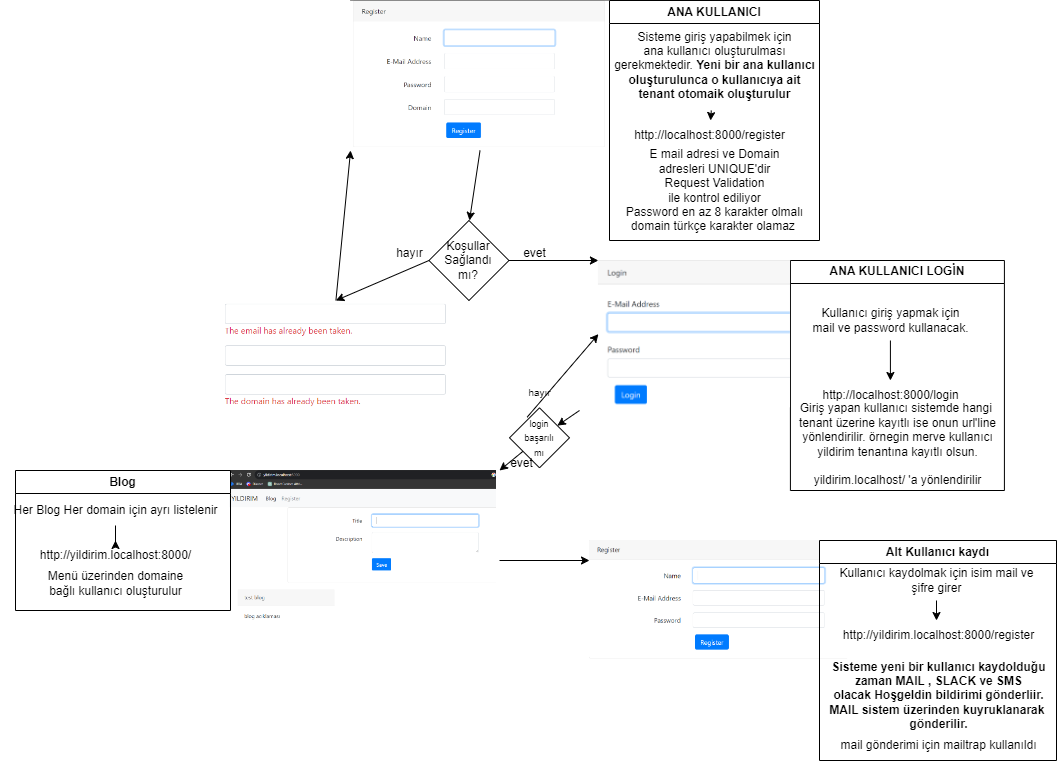 Register
Name
E-Mail Address
Password
Domain
Register
ANA KULLANICI
Sisteme giriş yapabilmek için
ana kullanıcı oluşturulması
gerekmektedir. Yeni bir ana kullanıcı
oluşturulunca o kullanıcıya ait
tenant otomaik oluşturulur
http://localhost:8000/register
E mail adresi ve Domain
adresleri UNIQUE'dir
Request Validation
ile kontrol ediliyor
Password en az 8 karakter olmalı
domain türkçe karakter olamaz
Koşullar
Sağlandı
mı?
hayır
evet
The email has already been taken.
The domain has already been taken.
Login
E-Mail Address
Password
Login
ANA KULLANICI LOGİN
Kullanıcı giriş yapmak için
mail ve password kullanacak.
http://localhost:8000/login
Giriş yapan kullanıcı sistemde hangi
tenant üzerine kayıtlı ise onun url'line
yönlendirilir. örnegin merve kullanıcı
yildirim tenantına kayıtlı olsun.
yildirim.localhost/ 'a yönlendirilir
hayır
login
başarılı
mı
evet
Blog
Her Blog Her domain için ayrı listelenir
http://yildirim.localhost:8000/
Menü üzerinden domaine
bağlı kullanıcı oluşturulur
yildirim.localhost:8000
YILDIRIM Blog Register
Title
Description
Save
test blog
blog açıklaması
Register
Name
E-Mail Address
Password
Register
Alt Kullanıcı kaydı
Kullanıcı kaydolmak için isim mail ve
şifre girer
http://yildirim.localhost:8000/register
Sisteme yeni bir kullanıcı kaydolduğu
zaman MAIL , SLACK ve SMS
olacak Hoşgeldin bildirimi gönderliir.
MAIL sistem üzerinden kuyruklanarak
gönderilir.
mail gönderimi için mailtrap kullanıldı